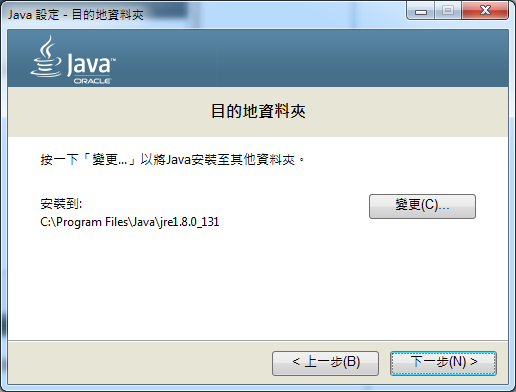 Java 設定 - 目的地資料夾
Java™
ORACLE
目的地資料夾
按一下「變更...」以將Java安裝至其他資料夾。
安裝到:
變更(C)...
C:\Program Files\Java\jre1.8.0_131
< 上一步(B)
下一步(N) >